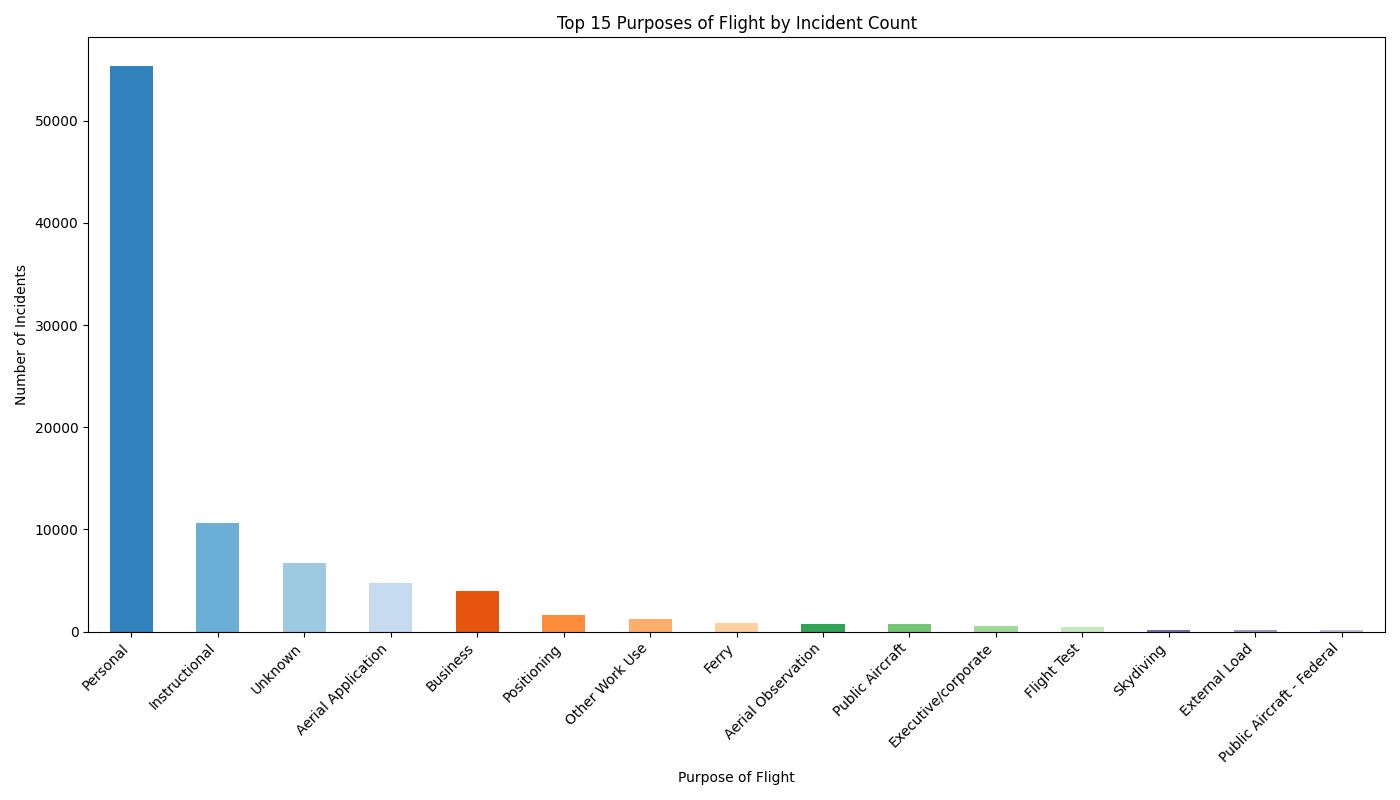 Top 15 Purposes of Flight by Incident Count
Number of Incidents
50000
40000
30000
20000
10000
0
Personal
Instructional
Unknown
Aerial Application
Business
Positioning
Other Work Use
Ferry
Aerial Observation
Public Aircraft
Executive/corporate
Flight Test
Skydiving
External Load
Public Aircraft - Federal
Purpose of Flight